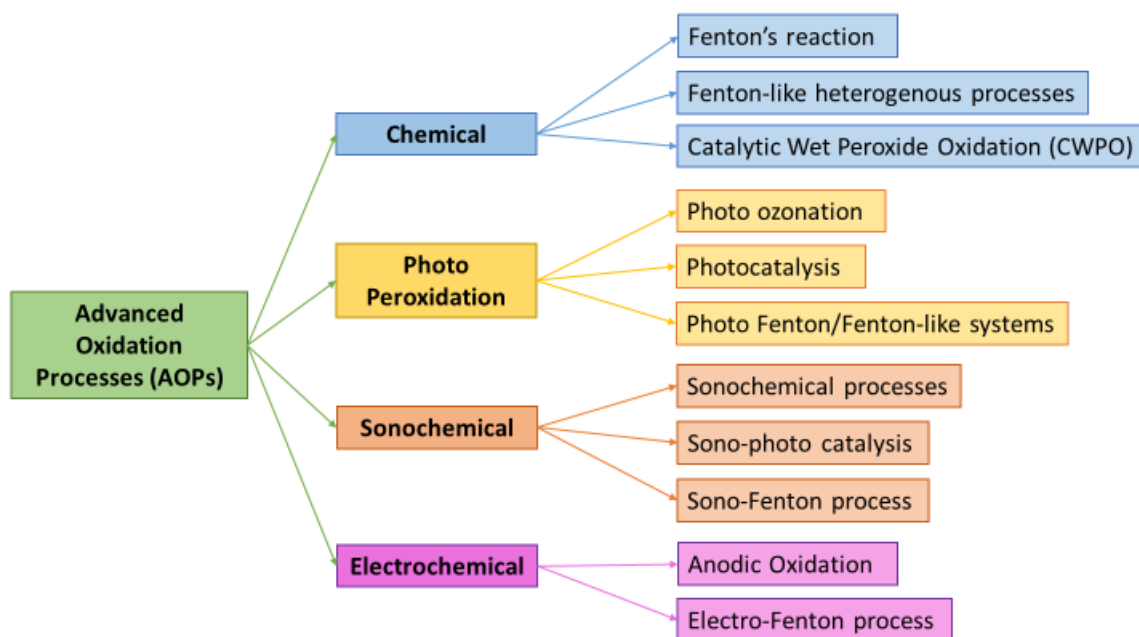 Advanced
Oxidation
Processes (AOPs)
Chemical
Fenton's reaction
Fenton-like heterogenous processes
Catalytic Wet Peroxide Oxidation (CWPO)
Photo
Peroxidation
Photo ozonation
Photocatalysis
Photo Fenton/Fenton-like systems
Sonochemical
Sonochemical processes
Sono-photo catalysis
Sono-Fenton process
Electrochemical
Anodic Oxidation
Electro-Fenton process